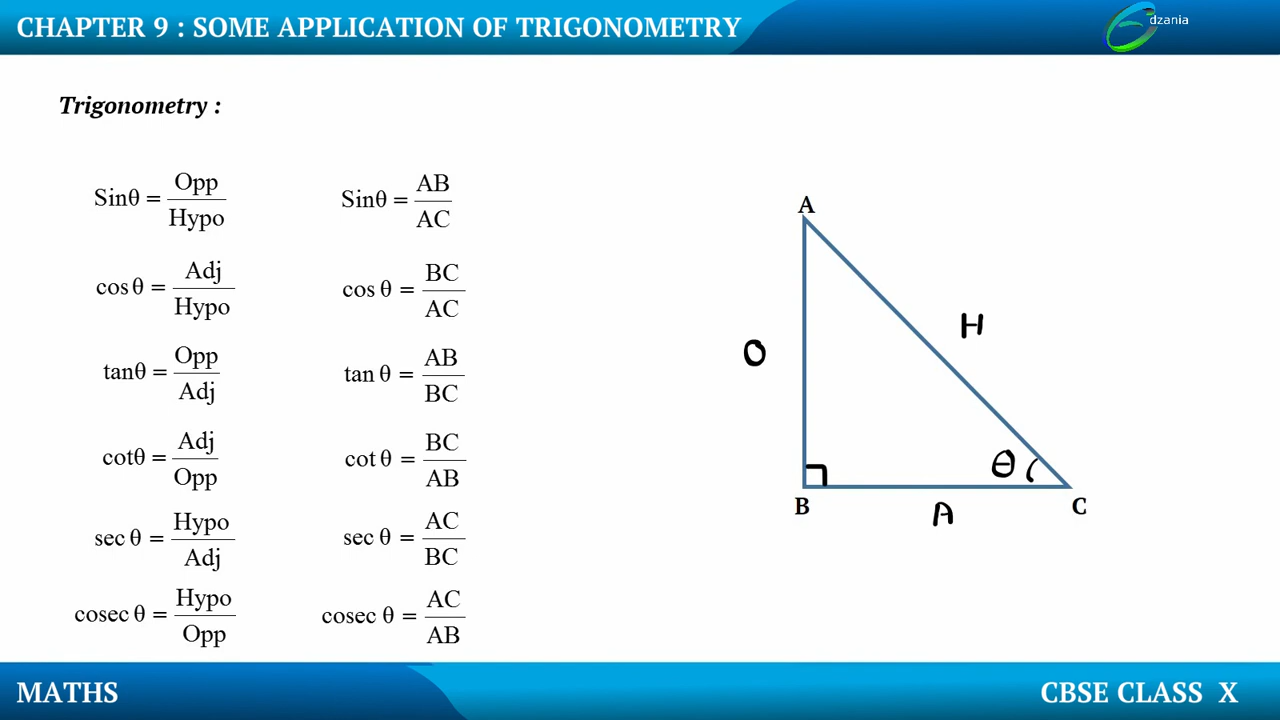 CHAPTER 9 : SOME APPLICATION OF TRIGONOMETRY
Edzania
Trigonometry :
Sinθ = Opp/Hypo
Sinθ = AB/AC
cos θ = Adj/Hypo
cos θ = BC/AC
tanθ = Opp/Adj
tan θ = AB/BC
cotθ = Adj/Opp
cot θ = BC/AB
sec θ = Hypo/Adj
sec θ = AC/BC
cosec θ = Hypo/Opp
cosec θ = AC/AB
A
H
O
θ
B
A
C
MATHS
CBSE CLASS X